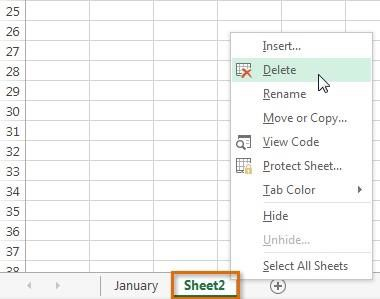 25
26
27
28
29
30
31
32
33
34
35
36
37
38
Insert...
Delete
Rename
Move or Copy...
View Code
Protect Sheet...
Tab Color
Hide
Unhide...
Select All Sheets
January
Sheet2